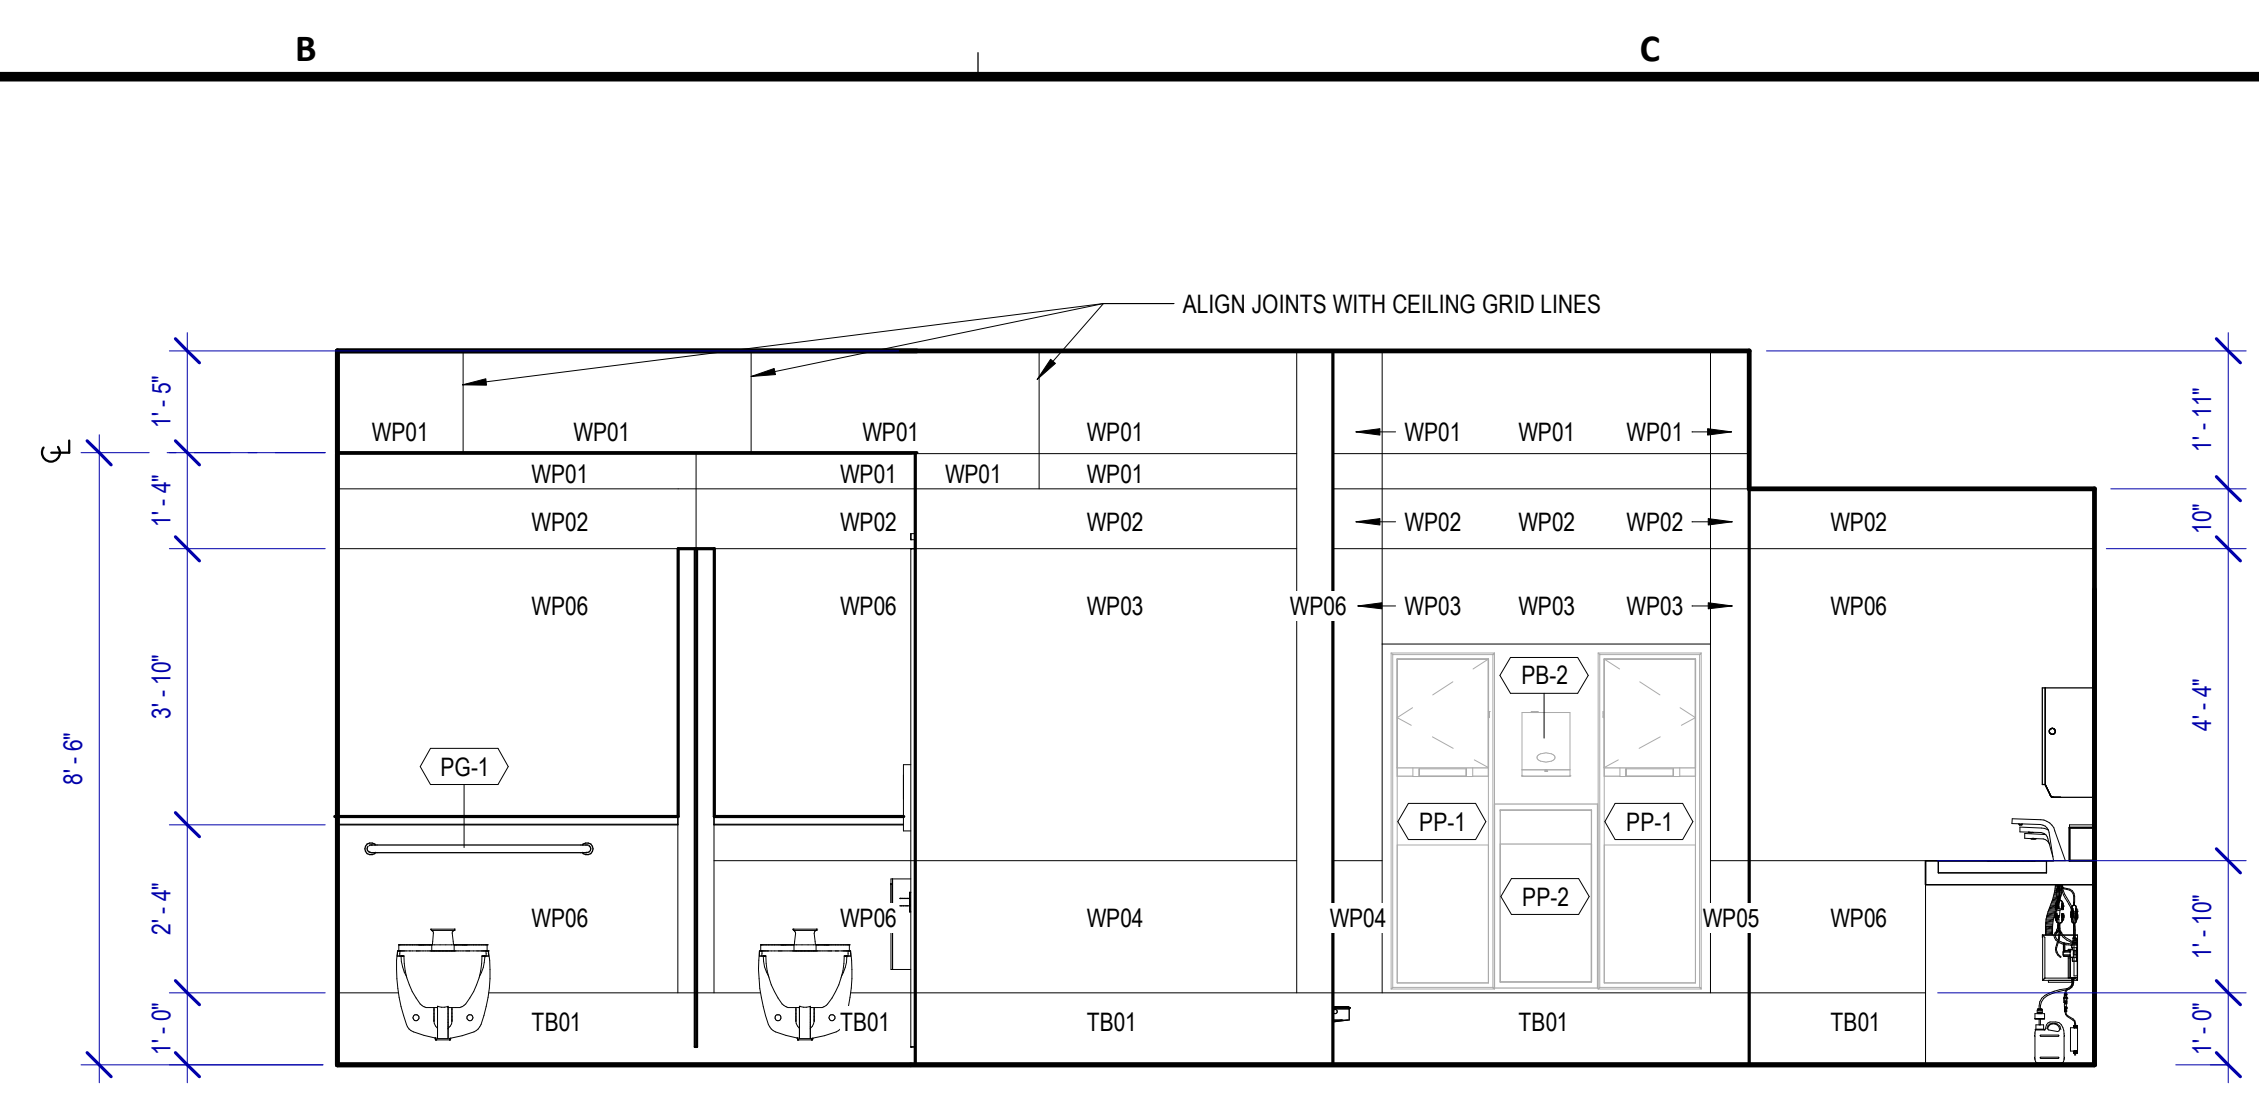 B
C
ALIGN JOINTS WITH CEILING GRID LINES
1' - 5"
1' - 11"
WP01
WP01
WP01
WP01
WP01
WP01
WP01
CL
1' - 4"
WP01
WP01
WP01
WP01
10"
WP02
WP02
WP02
WP02
WP02
WP02
WP02
WP06
WP06
WP03
WP06
WP03
WP03
WP03
WP06
3' - 10"
4' - 4"
8' - 6"
PB-2
PG-1
PP-1
PP-1
PP-2
2' - 4"
1' - 10"
WP06
WP06
WP04
WP04
WP05
WP06
1' - 0"
1' - 0"
TB01
TB01
TB01
TB01
TB01